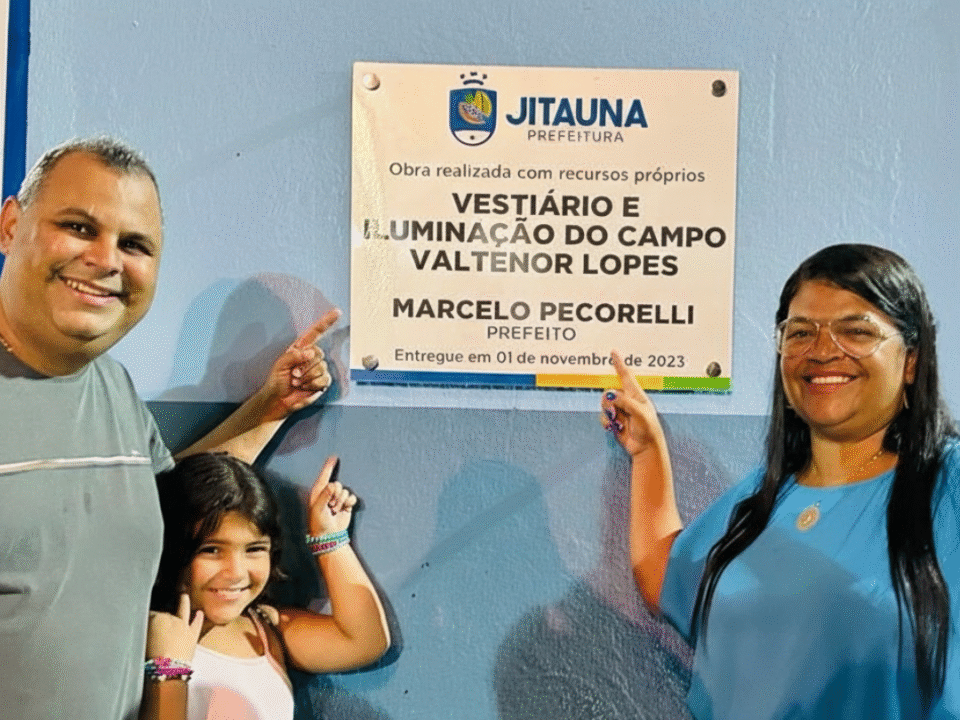 JITAUNA
PREFEITURA
Obra realizada com recursos próprios
VESTIÁRIO E
ILUMINAÇÃO DO CAMPO
VALTENOR LOPES
MARCELO PECORELLI
PREFEITO
Entregue em 01 de novembro de 2023